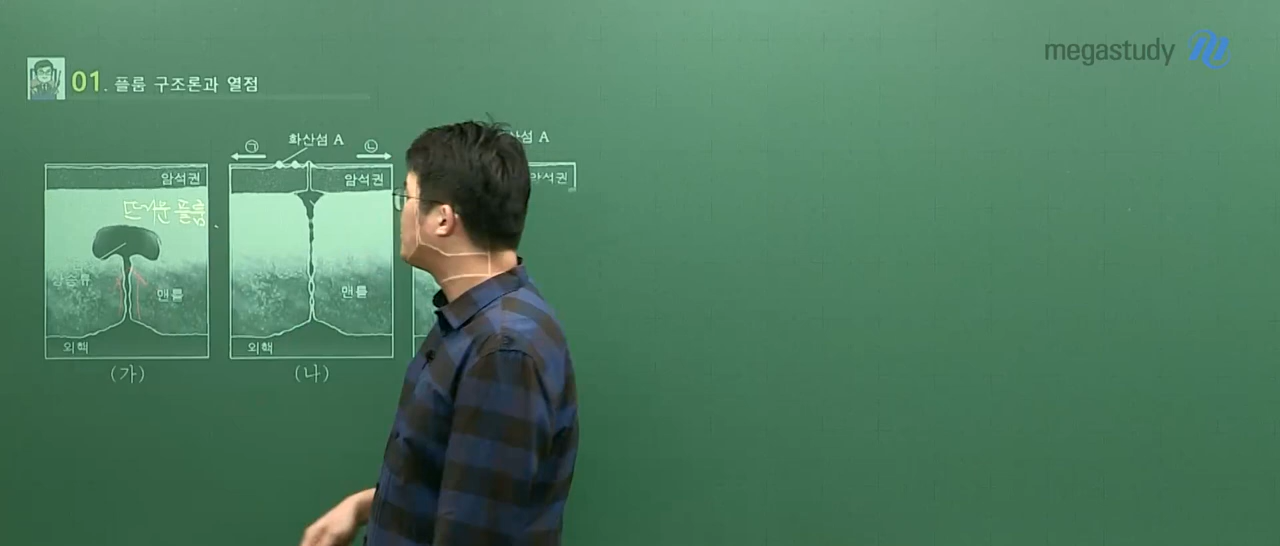 megastudy
01. 플룸 구조론과 열점
화산섬 A
㉠
㉡
산섬 A
암석권
암석권
암석권
뜨거운 플룸
상승류
맨틀
맨틀
외핵
외핵
(가)
(나)